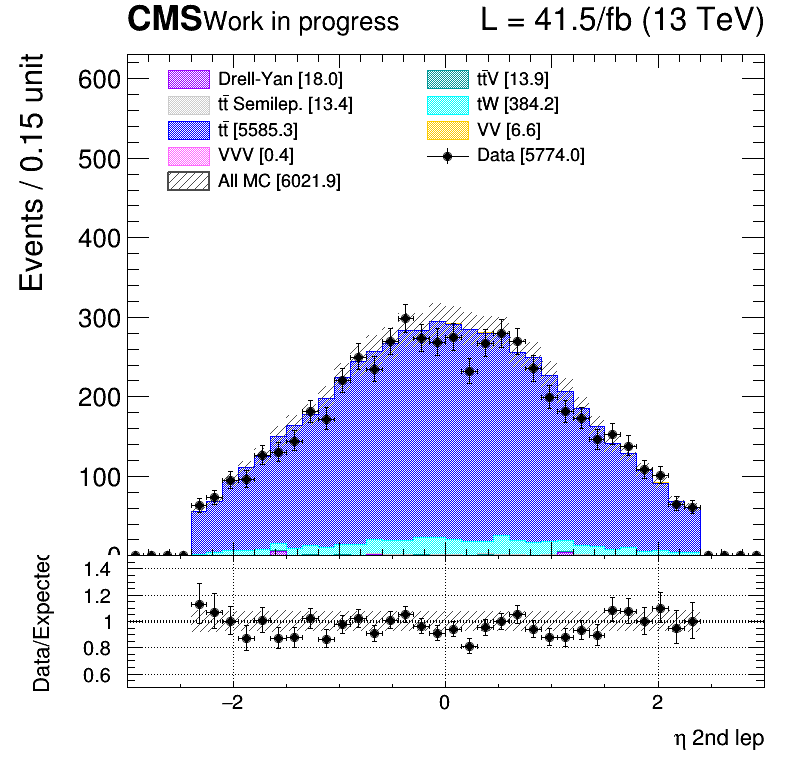 CMS Work in progress L = 41.5/fb (13 TeV)
Events / 0.15 unit
600
500
400
300
200
100
0
Drell-Yan [18.0]
tt̄ Semilep. [13.4]
tt̄ [5585.3]
VVV [0.4]
All MC [6021.9]
tt̄V [13.9]
tW [384.2]
VV [6.6]
Data [5774.0]
Data/Expected
1.4
1.2
1
0.8
0.6
−2 0 2
η 2nd lep